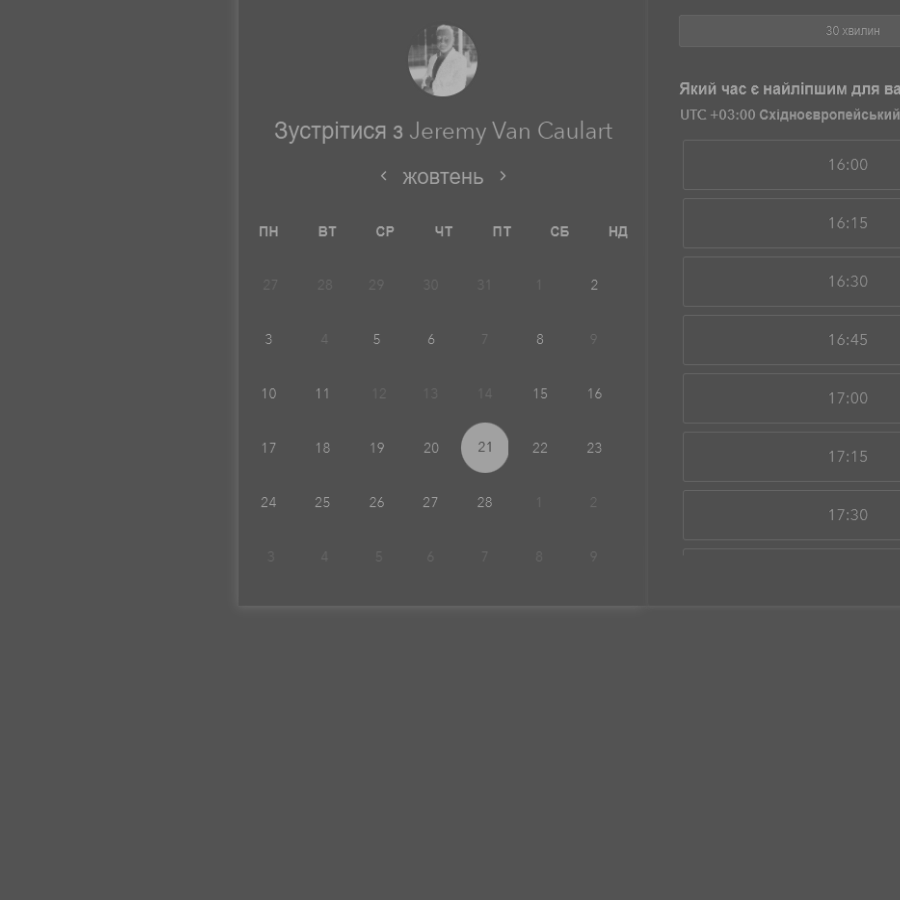 Зустрітися з Jeremy Van Caulart
жовтень
ПН ВТ СР ЧТ ПТ СБ НД
27 28 29 30 31 1 2
3 4 5 6 7 8 9
10 11 12 13 14 15 16
17 18 19 20 21 22 23
24 25 26 27 28 1 2
3 4 5 6 7 8 9
30 хвилин
Який час є найліпшим для ва
UTC +03:00 Східноєвропейський
16:00
16:15
16:30
16:45
17:00
17:15
17:30